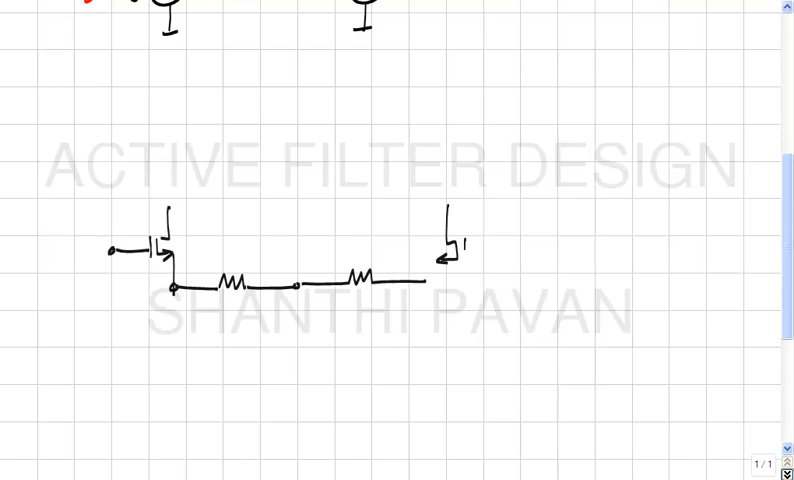 ACTIVE FILTER DESIGN
SHANTHI PAVAN
1 / 1